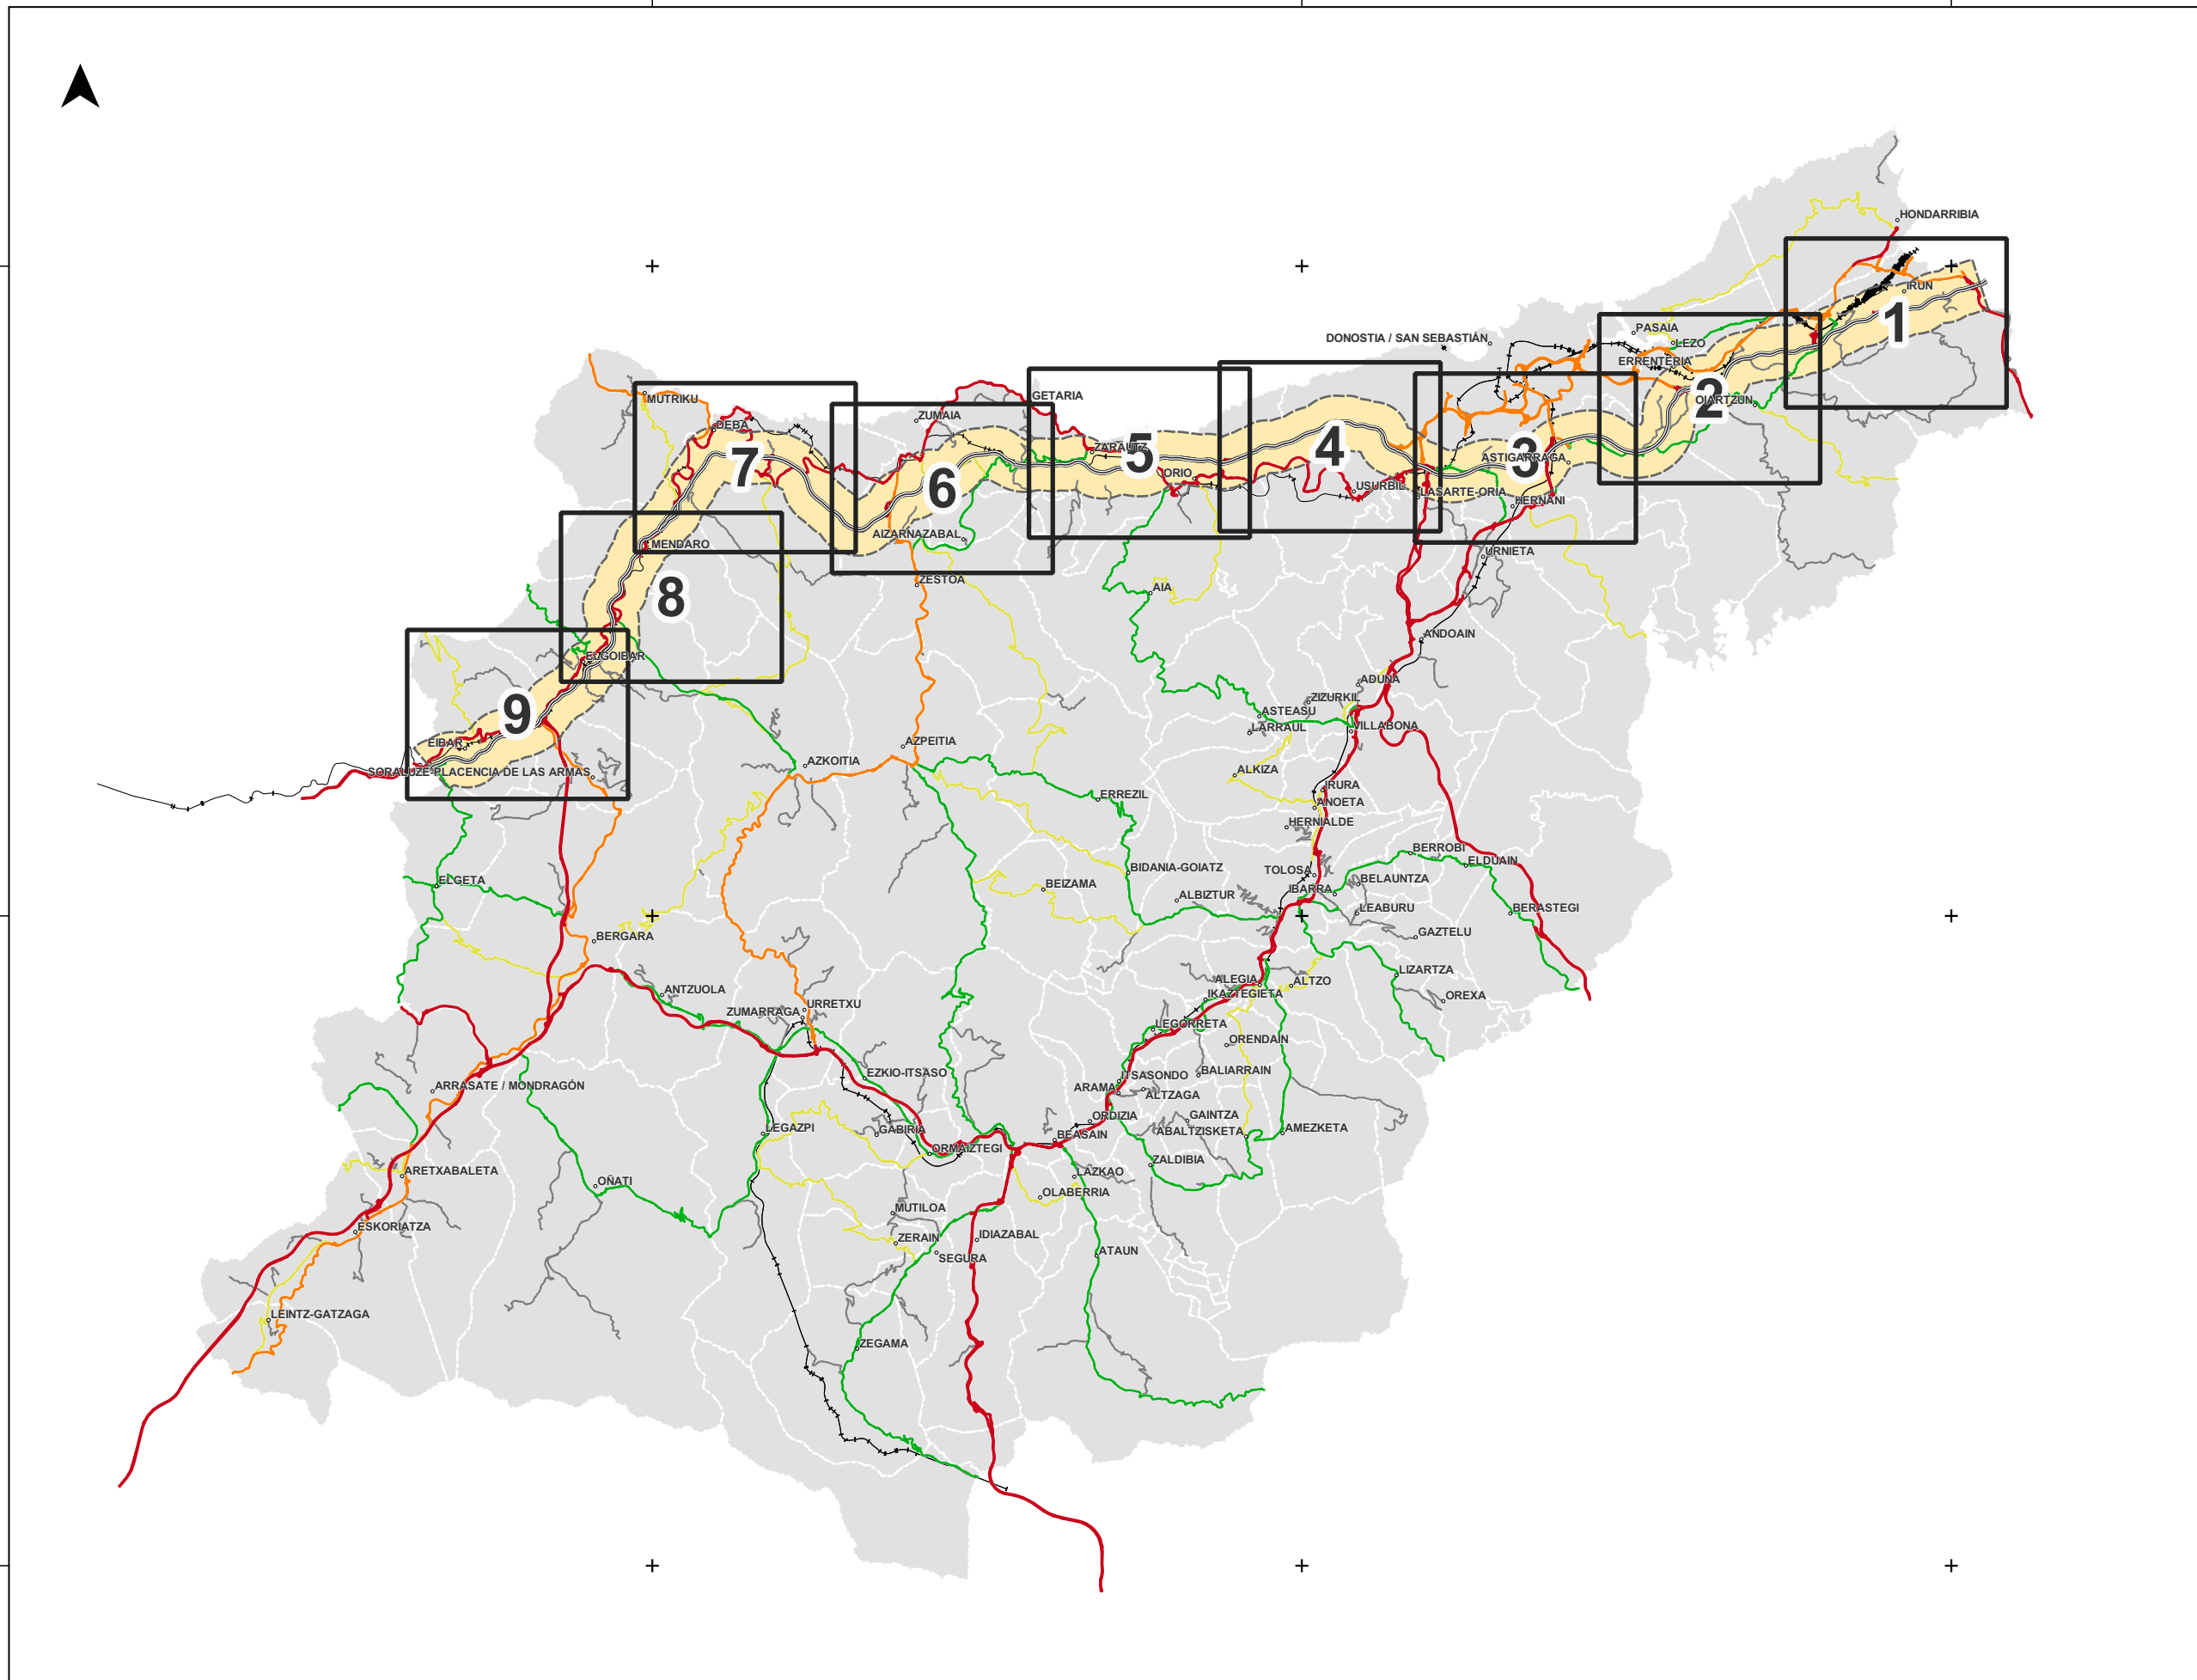 HONDARRIBIA
IRUN
1
PASAIA
LEZO
DONOSTIA / SAN SEBASTIÁN
ERRENTERIA
2
OIARTZUN
MUTRIKU
GETARIA
ZUMAIA
DEBA
ZARAUTZ
5
4
3
ASTIGARRAGA
7
ORIO
6
USURBIL
LASARTE-ORIA
HERNANI
AIZARNAZABAL
MENDARO
URNIETA
ZESTOA
AIA
8
ANDOAIN
ELGOIBAR
ADUNA
ZIZURKIL
ASTEASU
9
LARRAUL
VILLABONA
EIBAR
AZPEITIA
AZKOITIA
SORALUZE-PLACENCIA DE LAS ARMAS
ALKIZA
IRURA
ERREZIL
ANOETA
HERNIALDE
BERROBI
ELDUAIN
BIDANIA-GOIATZ
TOLOSA
BELAUNTZA
ELGETA
BEIZAMA
IBARRA
ALBIZTUR
LEABURU
BERASTEGI
GAZTELU
BERGARA
LIZARTZA
ALEGIA
ALTZO
ANTZUOLA
IKAZTEGIETA
OREXA
URRETXU
ZUMARRAGA
LEGORRETA
ORENDAIN
EZKIO-ITSASO
BALIARRAIN
ITSASONDO
ARRASATE / MONDRAGÓN
ARAMA
ALTZAGA
ORDIZIA
GAINTZA
LEGAZPI
GABIRIA
ABALTZISKETA
AMEZKETA
BEASAIN
ORMAIZTEGI
ZALDIBIA
ARETXABALETA
LAZKAO
OÑATI
OLABERRIA
MUTILOA
ESKORIATZA
IDIAZABAL
ZERAIN
ATAUN
SEGURA
LEINTZ-GATZAGA
ZEGAMA